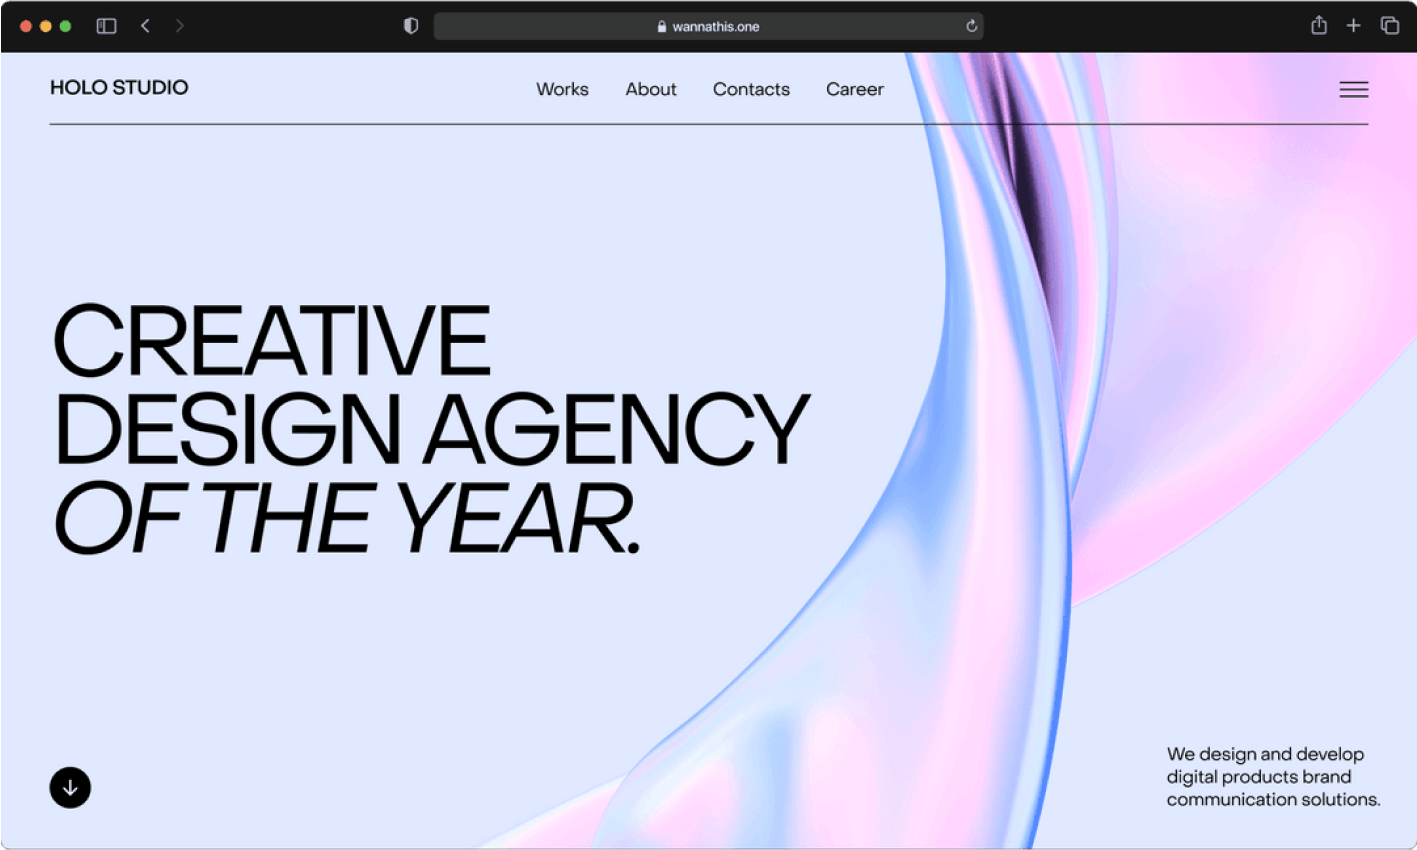 wannathis.one
HOLO STUDIO
Works About Contacts Career
CREATIVE
DESIGN AGENCY
OF THE YEAR.
We design and develop
digital products brand
communication solutions.